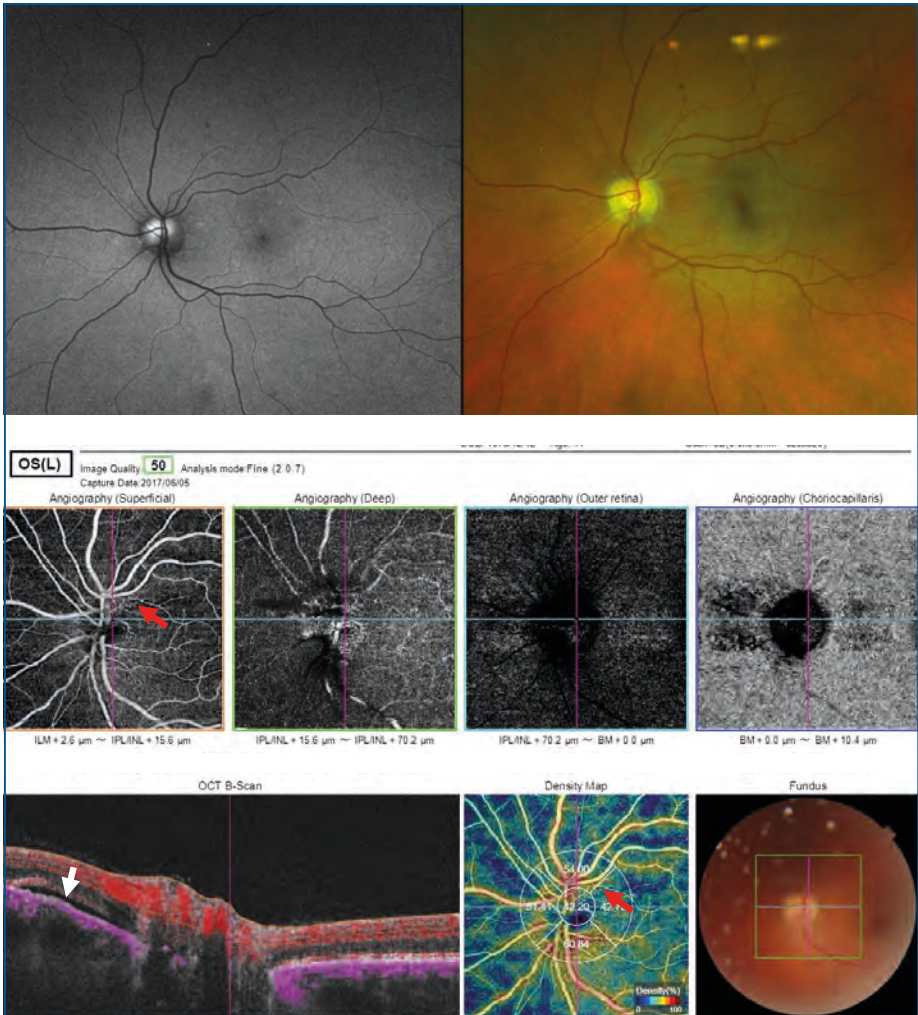 OS(L) Image Quality: 50 Analysis mode:Fine (2.0.7)
Capture Date:2017/06/05
Angiography (Superficial) Angiography (Deep) Angiography (Outer retina) Angiography (Choriocapillaris)
ILM + 2.6 µm ～ IPL/INL + 15.6 µm IPL/INL + 15.6 µm ～ IPL/INL + 70.2 µm IPL/INL + 70.2 µm ～ BM + 0.0 µm BM + 0.0 µm ～ BM + 10.4 µm
OCT B-Scan Density Map Fundus
54.00
42.20
60.84
Density(%)
0 100